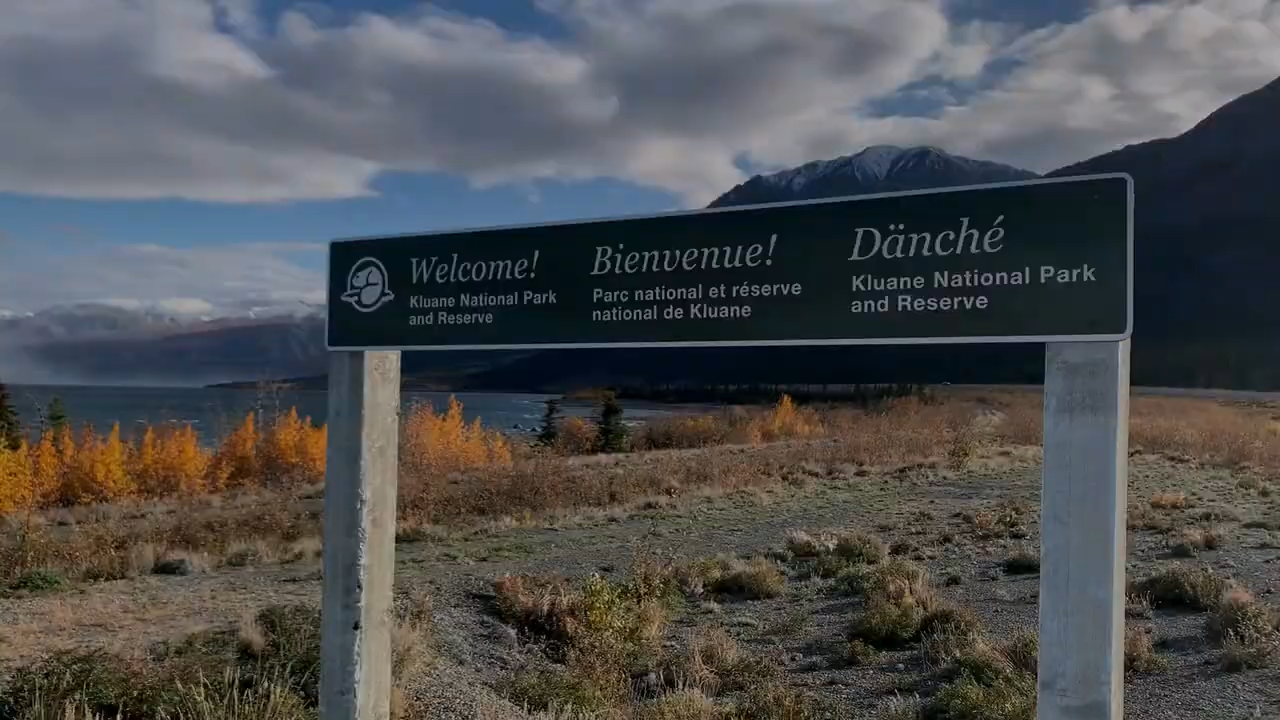 Welcome!
Kluane National Park
and Reserve
Bienvenue!
Parc national et réserve
national de Kluane
Dänché
Kluane National Park
and Reserve